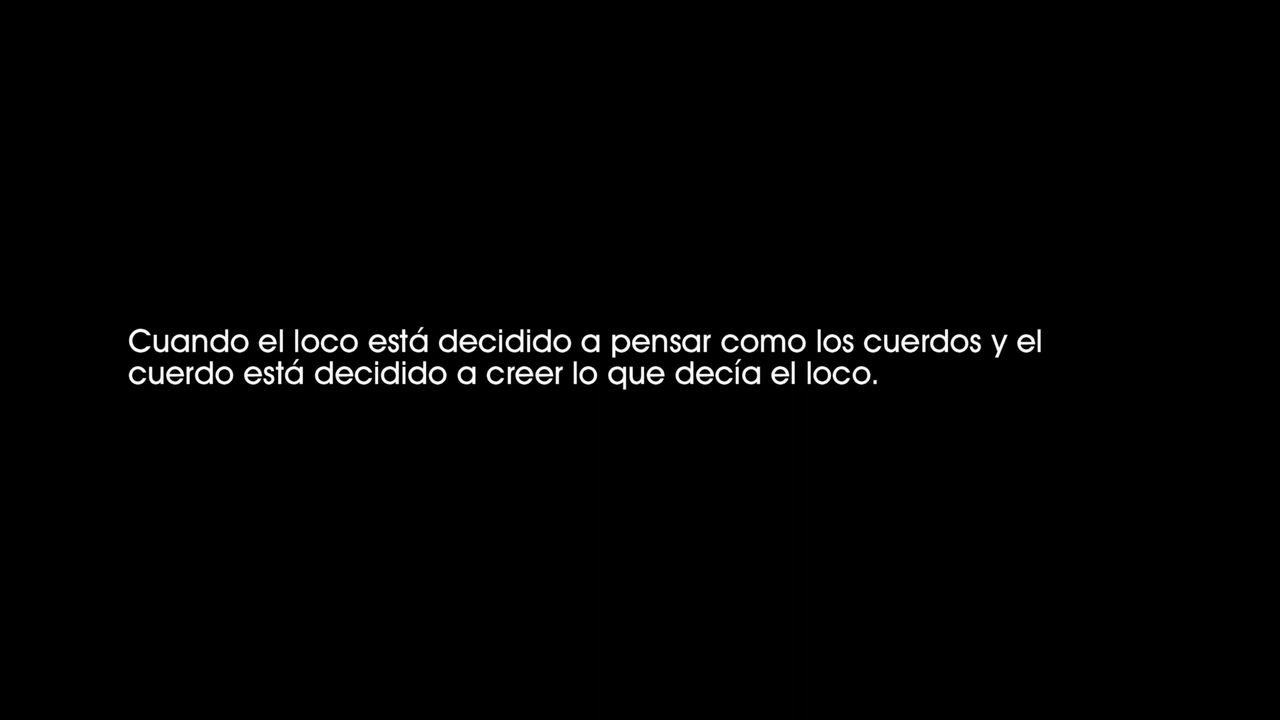 Cuando el loco está decidido a pensar como los cuerdos y el
cuerdo está decidido a creer lo que decía el loco.